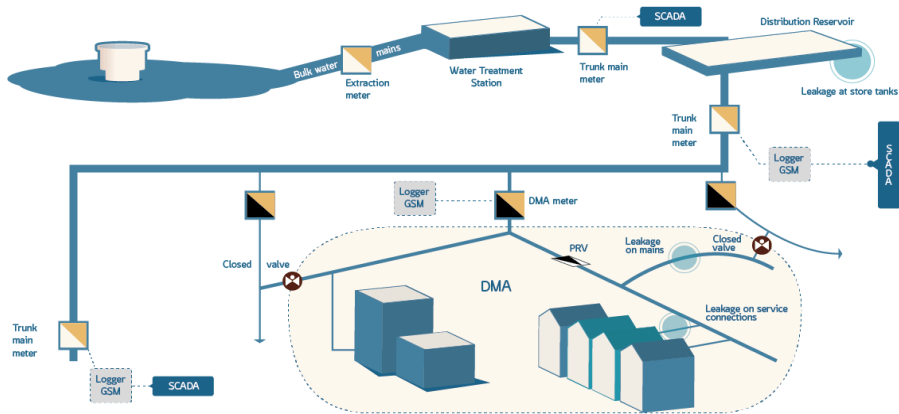 SCADA
Distribution Reservoir
Bulk water
mains
Extraction
meter
Water Treatment
Station
Trunk main
meter
Leakage at store tanks
Trunk
main
meter
Logger
GSM
SCADA
Logger
GSM
DMA meter
PRV
Leakage
on mains
Closed
valve
Closed
valve
DMA
Leakage on service
connections
Trunk
main
meter
Logger
GSM
SCADA